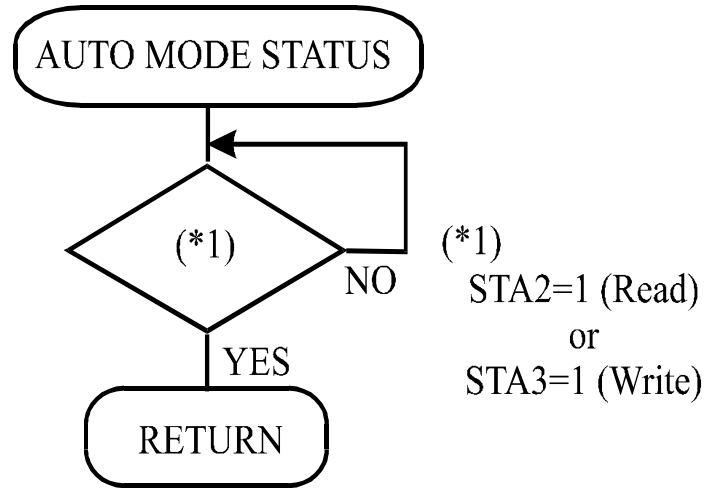 AUTO MODE STATUS
(*1)
NO
YES
RETURN
(*1)
STA2=1 (Read)
or
STA3=1 (Write)